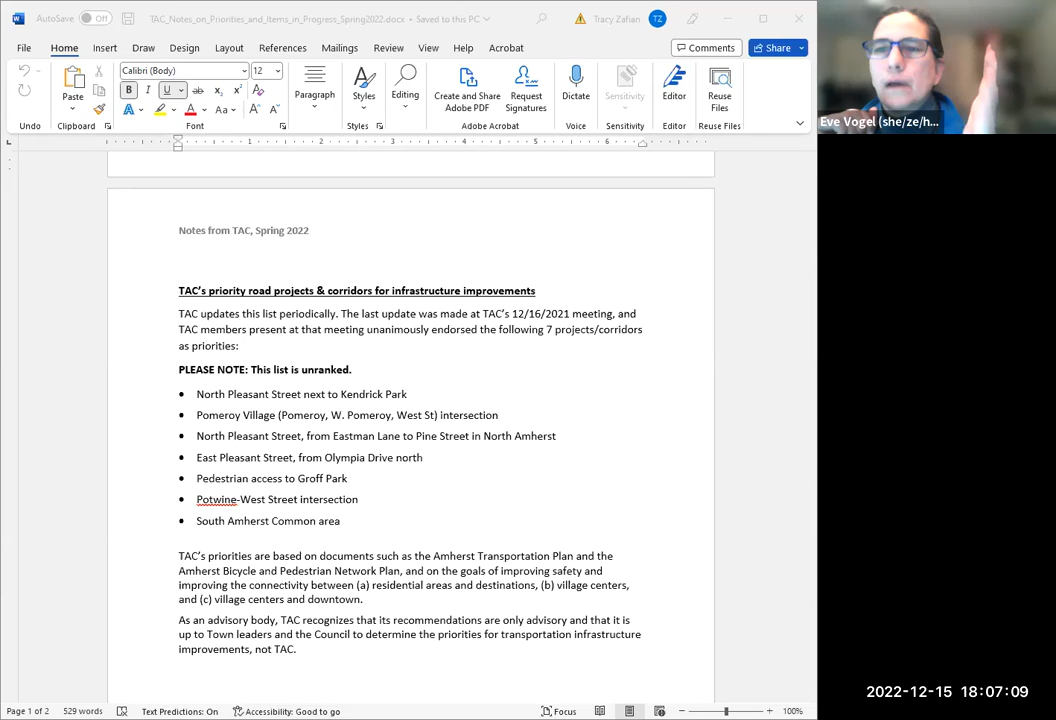 AutoSave Off TAC_Notes_on_Priorities_and_Items_in_Progress_Spring2022.docx • Saved to this PC Tracy Zafian TZ
File Home Insert Draw Design Layout References Mailings Review View Help Acrobat Comments Share
Calibri (Body) 12
Paste B I U ab x₂ x² A Aa A A Paragraph Styles Editing Create and Share Adobe PDF Request Signatures Dictate Sensitivity Editor Reuse Files
Undo Clipboard Font Styles Adobe Acrobat Voice Sensitivity Editor Reuse Files
Eve Vogel (she/ze/h...
1 2 3 4 5 6
Notes from TAC, Spring 2022
TAC's priority road projects & corridors for infrastructure improvements
TAC updates this list periodically. The last update was made at TAC's 12/16/2021 meeting, and
TAC members present at that meeting unanimously endorsed the following 7 projects/corridors
as priorities:
PLEASE NOTE: This list is unranked.
• North Pleasant Street next to Kendrick Park
• Pomeroy Village (Pomeroy, W. Pomeroy, West St) intersection
• North Pleasant Street, from Eastman Lane to Pine Street in North Amherst
• East Pleasant Street, from Olympia Drive north
• Pedestrian access to Groff Park
• Potwine-West Street intersection
• South Amherst Common area
TAC's priorities are based on documents such as the Amherst Transportation Plan and the
Amherst Bicycle and Pedestrian Network Plan, and on the goals of improving safety and
improving the connectivity between (a) residential areas and destinations, (b) village centers,
and (c) village centers and downtown.
As an advisory body, TAC recognizes that its recommendations are only advisory and that it is
up to Town leaders and the Council to determine the priorities for transportation infrastructure
improvements, not TAC.
2022-12-15 18:07:09
Page 1 of 2 529 words Text Predictions: On Accessibility: Good to go Focus 100%